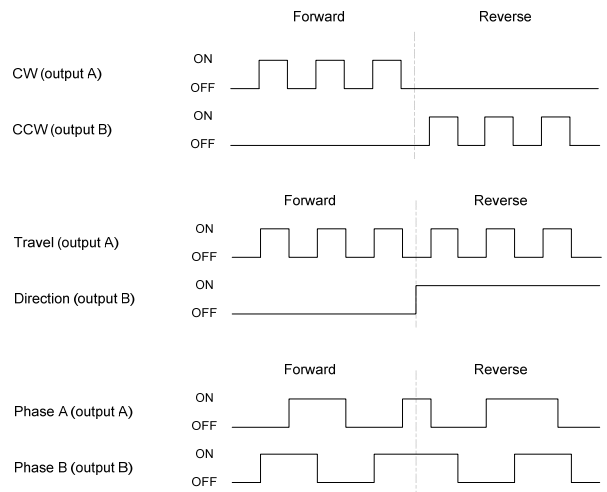 Forward Reverse
ON
CW (output A)
OFF
ON
CCW (output B)
OFF
Forward Reverse
ON
Travel (output A)
OFF
ON
Direction (output B)
OFF
Forward Reverse
ON
Phase A (output A)
OFF
ON
Phase B (output B)
OFF